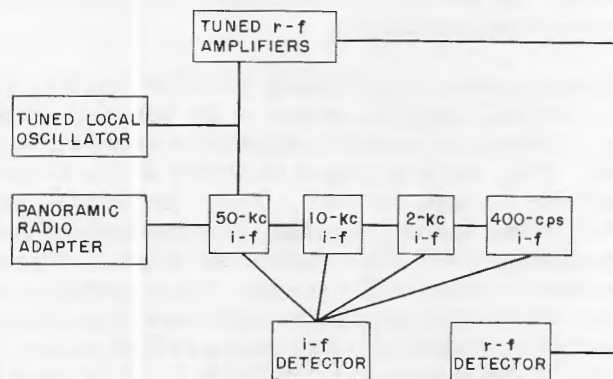 TUNED r-f
AMPLIFIERS
TUNED LOCAL
OSCILLATOR
PANORAMIC
RADIO
ADAPTER
50-Kc
i-f
10-Kc
i-f
2-Kc
i-f
400-cps
i-f
i-f
DETECTOR
r-f
DETECTOR